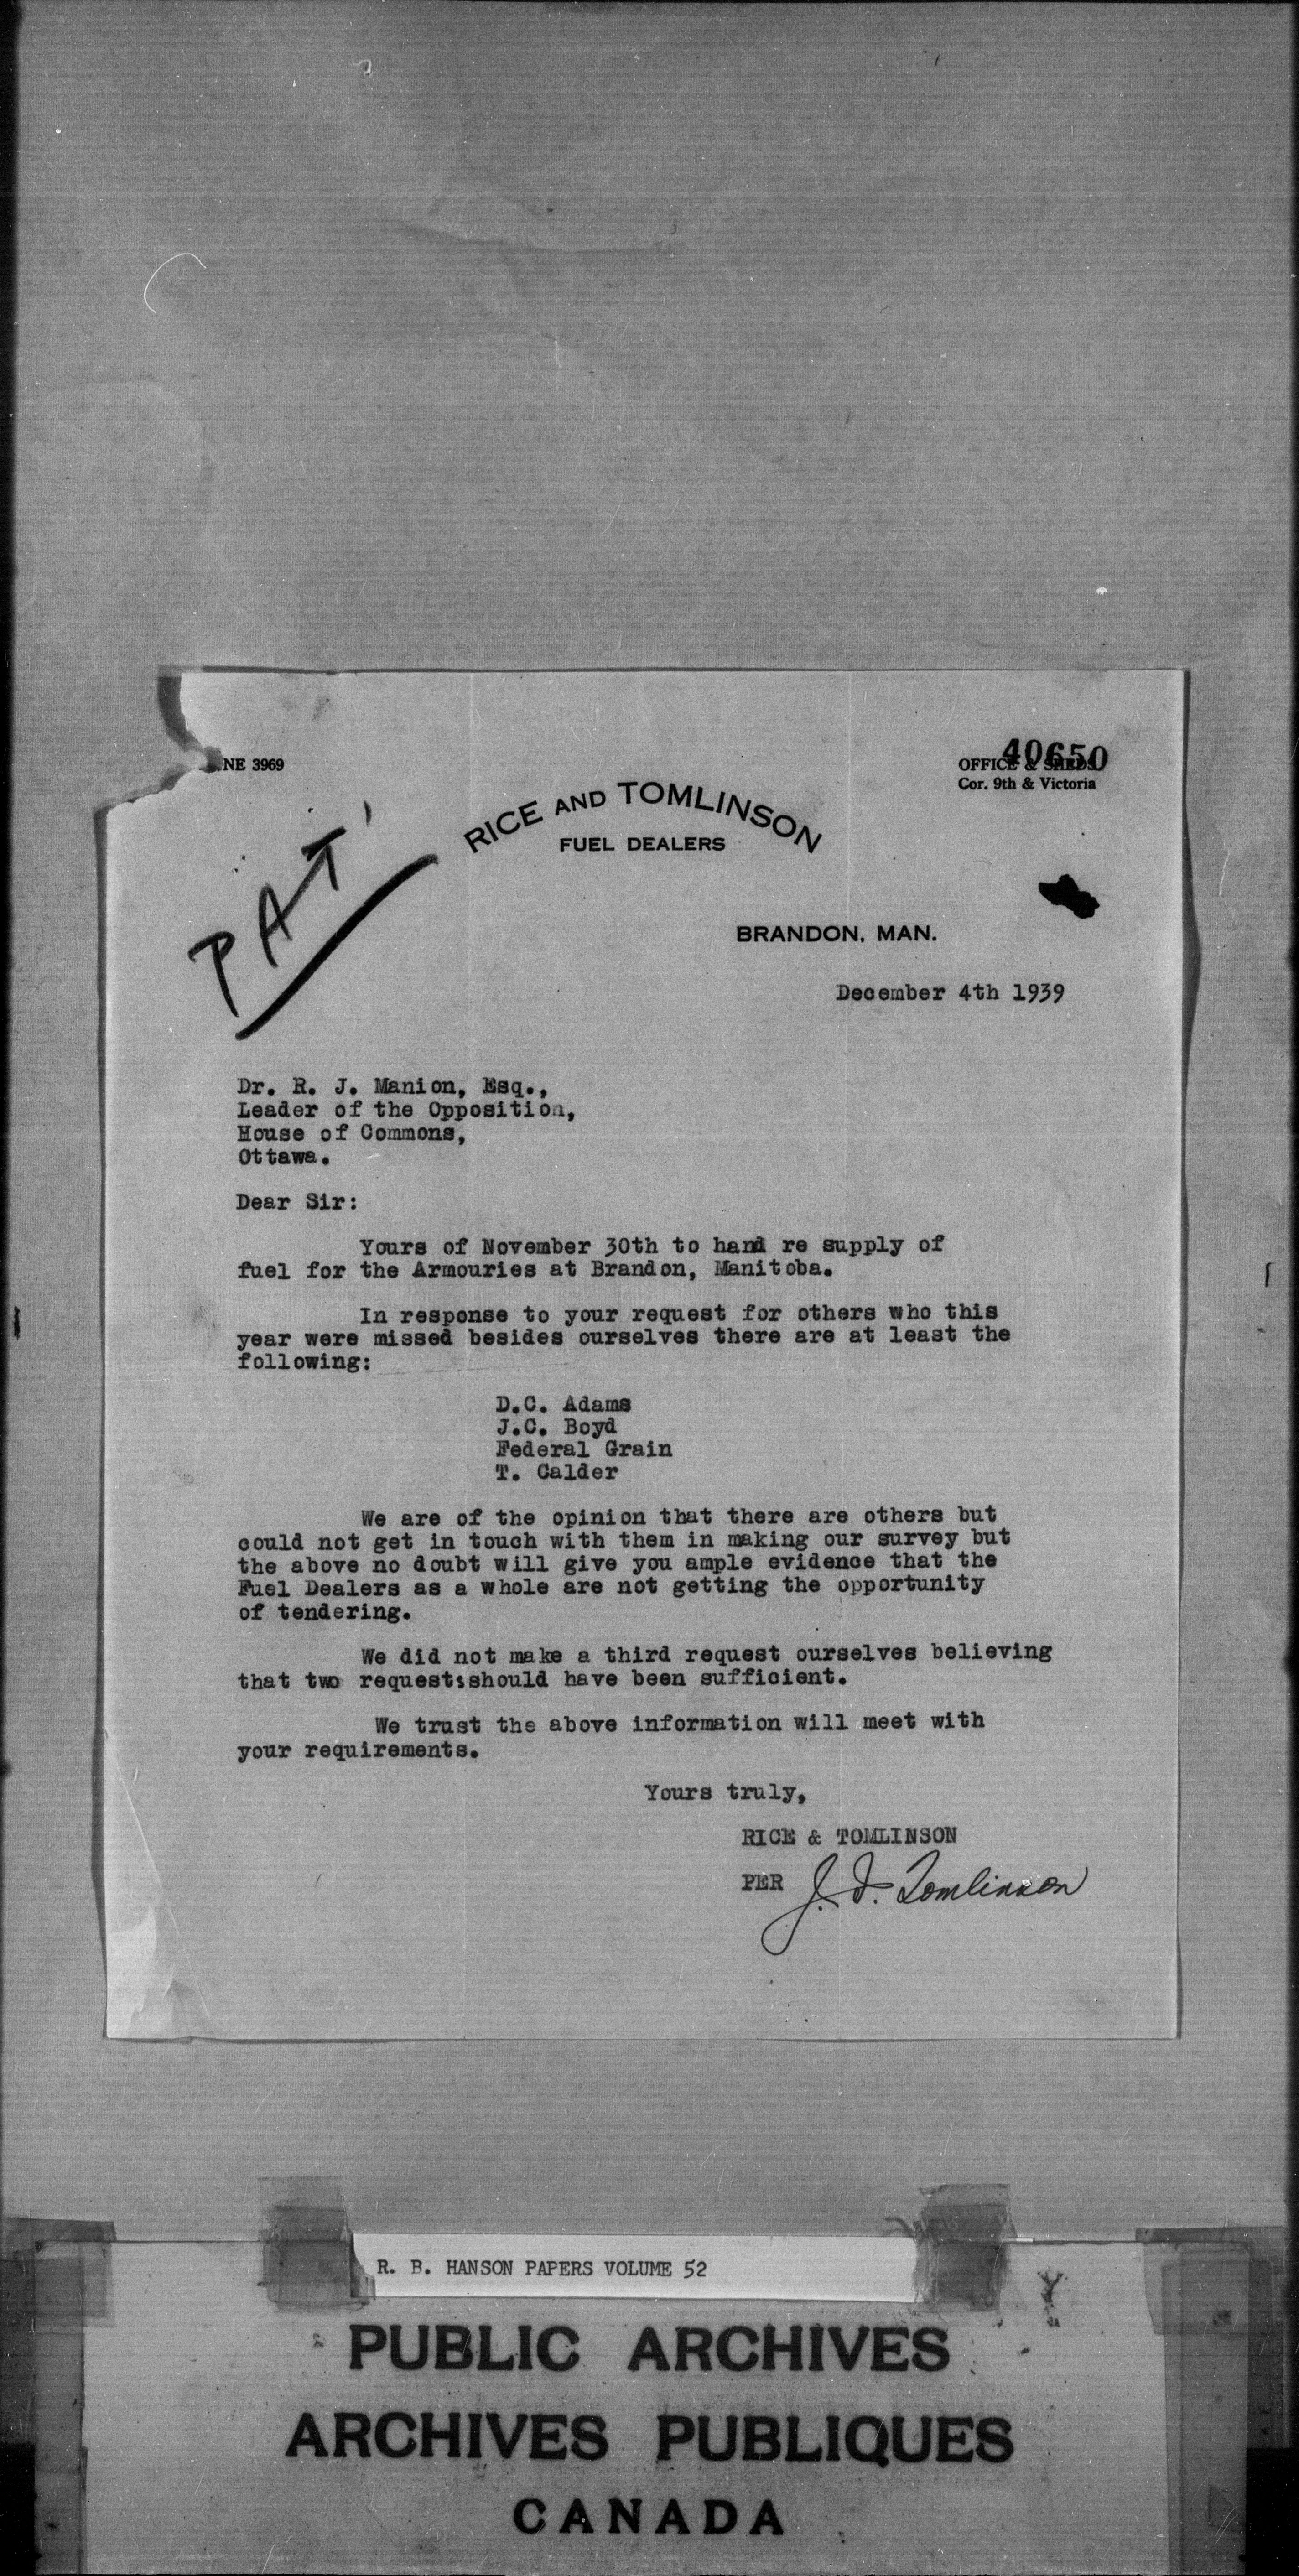 NE 3969
40650
OFFICE & SHEDS
Cor. 9th & Victoria
RICE AND TOMLINSON
FUEL DEALERS
PAT
BRANDON, MAN.
December 4th 1939
Dr. R. J. Manion, Esq.,
Leader of the Opposition,
House of Commons,
Ottawa.
Dear Sir:
Yours of November 30th to hand re supply of
fuel for the Armouries at Brandon, Manitoba.
In response to your request for others who this
year were missed besides ourselves there are at least the
following:
D.C. Adams
J.C. Boyd
Federal Grain
T. Calder
We are of the opinion that there are others but
could not get in touch with them in making our survey but
the above no doubt will give you ample evidence that the
Fuel Dealers as a whole are not getting the opportunity
of tendering.
We did not make a third request ourselves believing
that two requests should have been sufficient.
We trust the above information will meet with
your requirements.
Yours truly,
RICE & TOMLINSON
PER J. D. Tomlinson
R. B. HANSON PAPERS VOLUME 52
PUBLIC ARCHIVES
ARCHIVES PUBLIQUES
CANADA